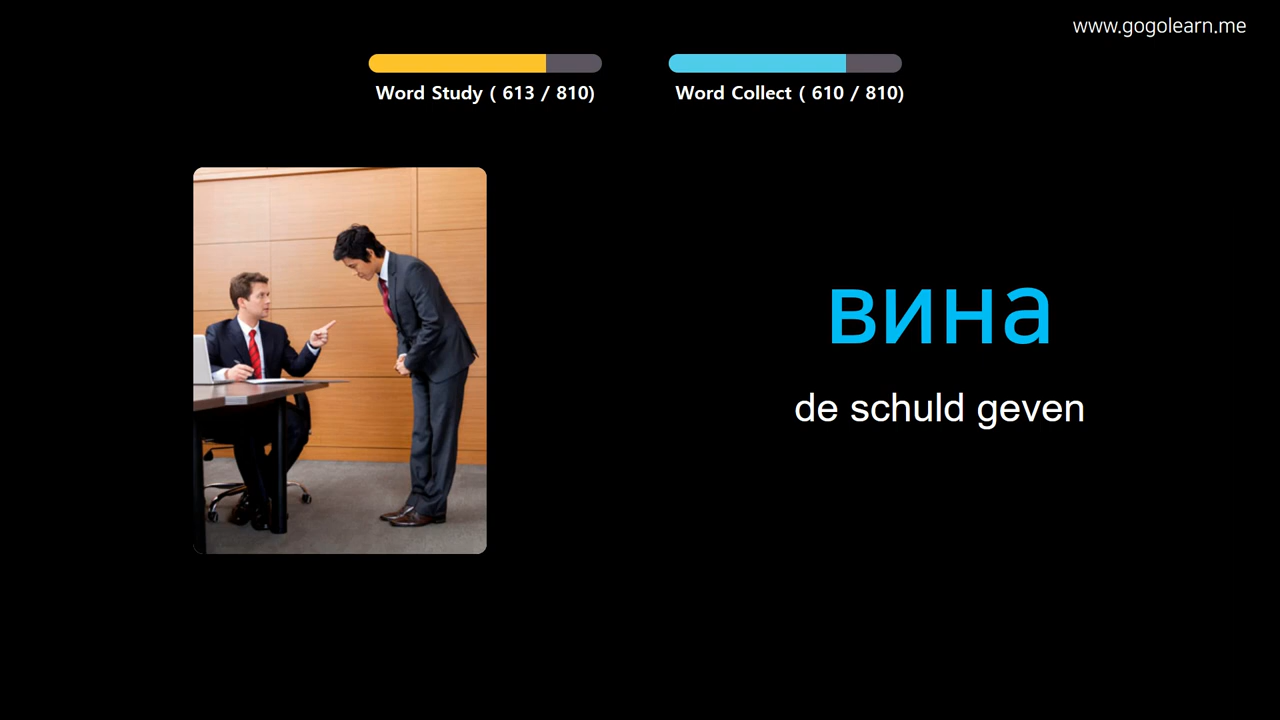 www.gogolearn.me
Word Study ( 613 / 810)
Word Collect ( 610 / 810)
вина
de schuld geven